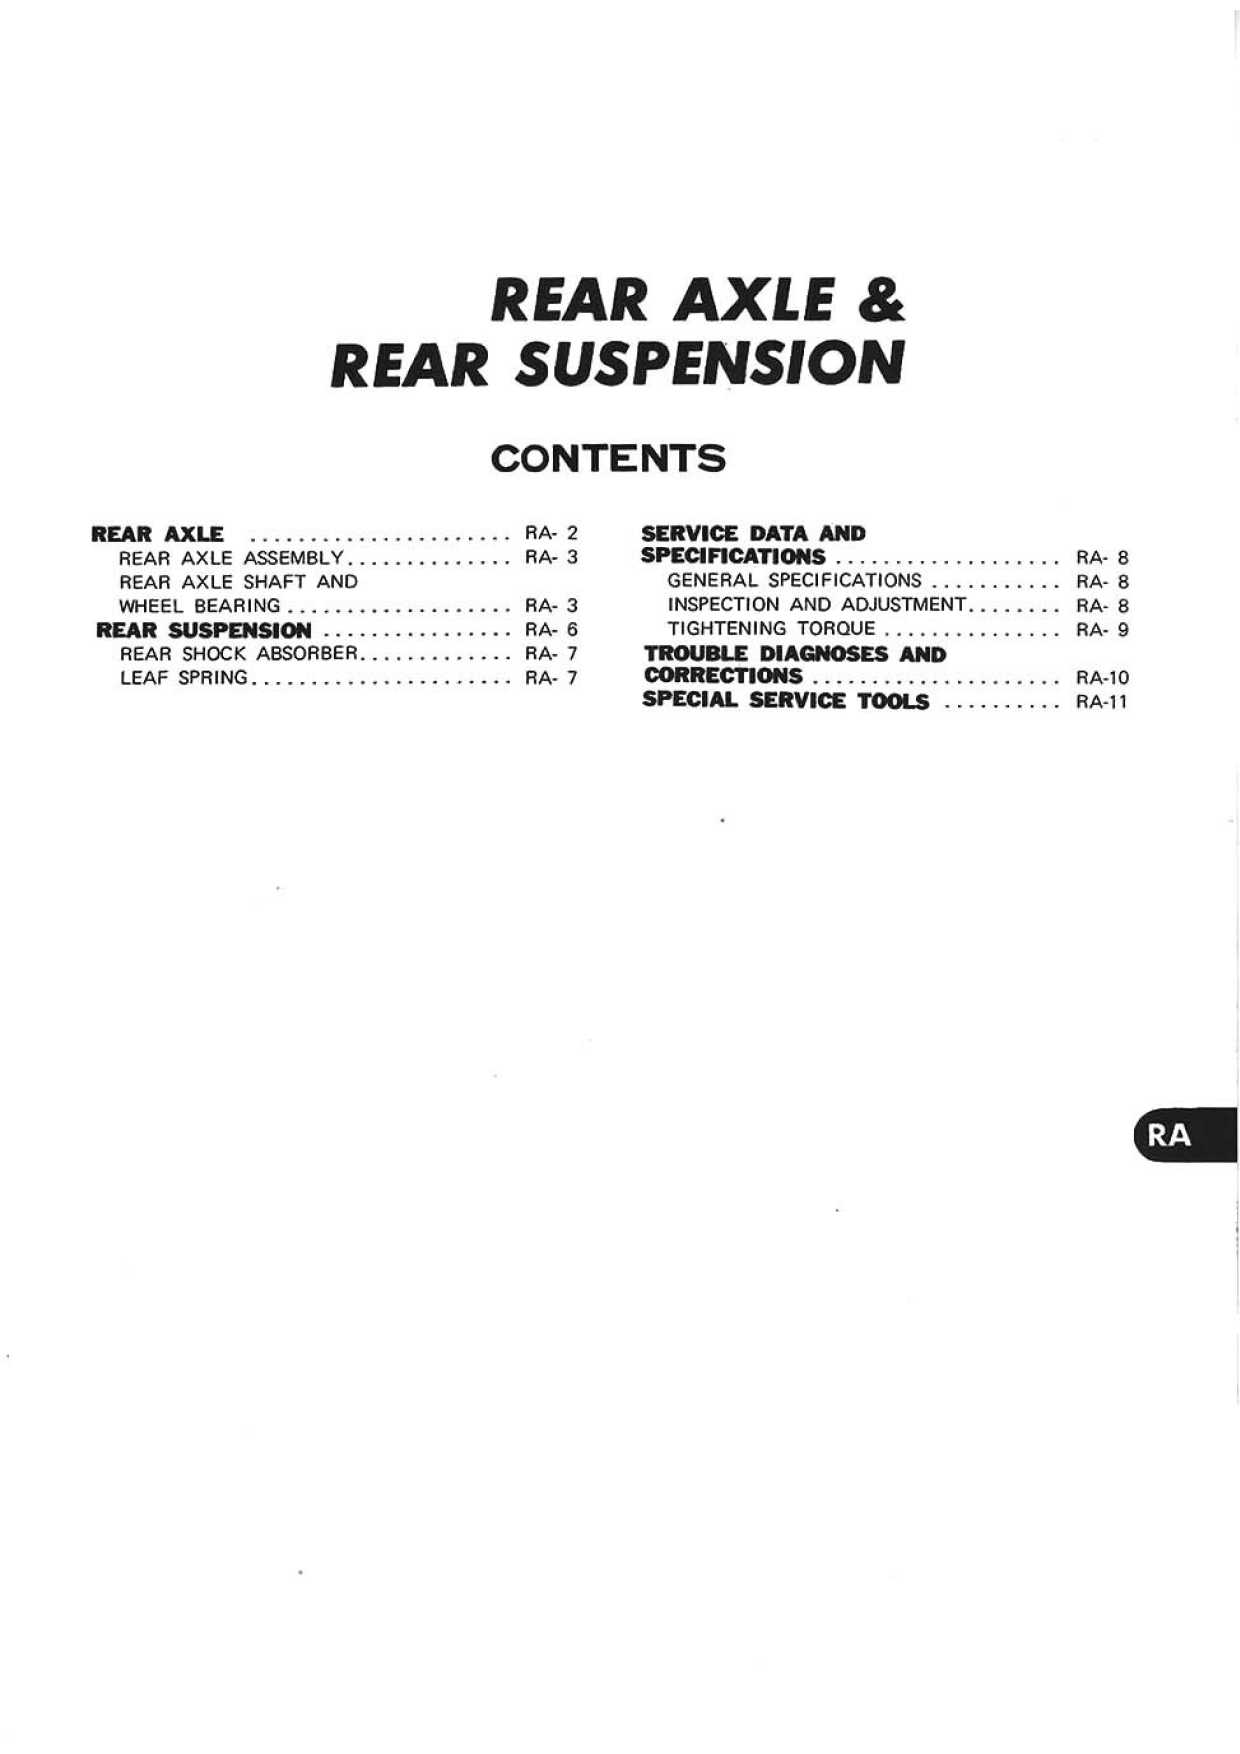 REAR AXLE &
REAR SUSPENSION
CONTENTS
REAR AXLE ...................... RA- 2
REAR AXLE ASSEMBLY.............. RA- 3
REAR AXLE SHAFT AND
WHEEL BEARING ................... RA- 3
REAR SUSPENSION ................ RA- 6
REAR SHOCK ABSORBER............. RA- 7
LEAF SPRING...................... RA- 7
SERVICE DATA AND
SPECIFICATIONS ................... RA- 8
GENERAL SPECIFICATIONS ........... RA- 8
INSPECTION AND ADJUSTMENT........ RA- 8
TIGHTENING TORQUE ............... RA- 9
TROUBLE DIAGNOSES AND
CORRECTIONS ..................... RA-10
SPECIAL SERVICE TOOLS .......... RA-11
RA